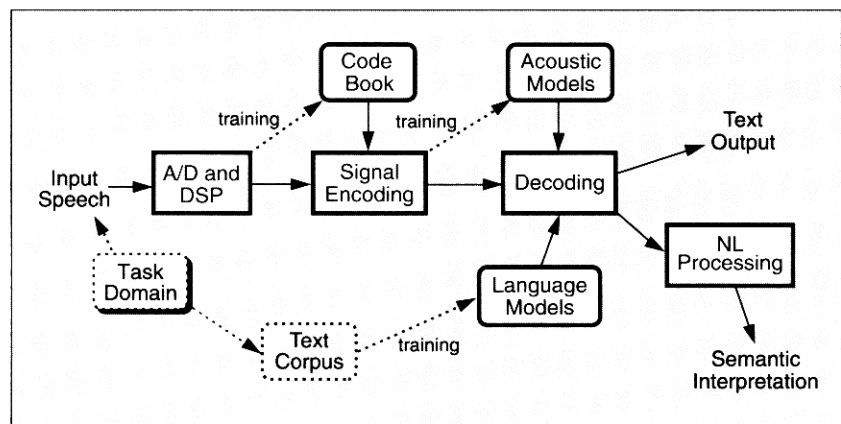 Code
Book
Acoustic
Models
training
training
Text
Output
Input
Speech
A/D and
DSP
Signal
Encoding
Decoding
NL
Processing
Task
Domain
Language
Models
Text
Corpus
training
Semantic
Interpretation